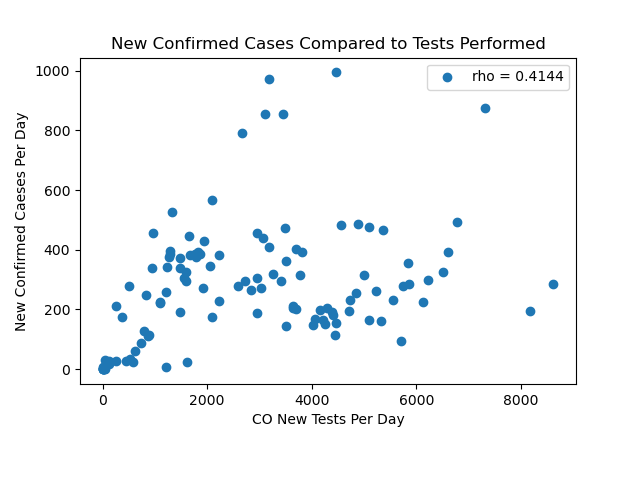 New Confirmed Cases Compared to Tests Performed
rho = 0.4144
New Confirmed Caeses Per Day
1000
800
600
400
200
0
0 2000 4000 6000 8000
CO New Tests Per Day